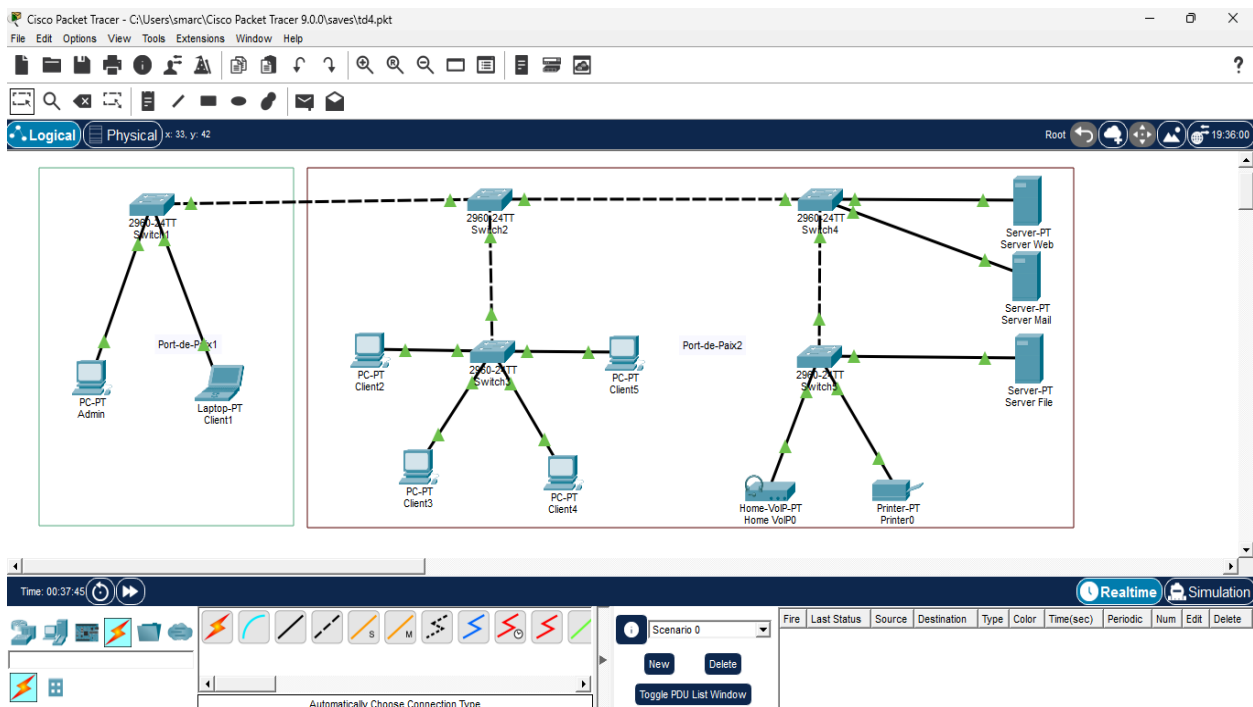 Cisco Packet Tracer - C:\Users\smarc\Cisco Packet Tracer 9.0.0\saves\td4.pkt
File Edit Options View Tools Extensions Window Help
?
S M
Logical Physical x: 33, y: 42 Root 19:36:00
2960-24TT
Switch1
2960-24TT
Switch2
2960-24TT
Switch4
Server-PT
Server Web
Server-PT
Server Mail
Port-de-Paix1
Port-de-Paix2
PC-PT
Client2
2960-24TT
Switch3
PC-PT
Client5
2960-24TT
Switch5
Server-PT
Server File
PC-PT
Admin
Laptop-PT
Client1
PC-PT
Client3
PC-PT
Client4
Home-VoIP-PT
Home VoIP0
Printer-PT
Printer0
Time: 00:37:45 Realtime Simulation
Scenario 0
Fire Last Status Source Destination Type Color Time(sec) Periodic Num Edit Delete
New Delete
Toggle PDU List Window
Automatically Choose Connection Type